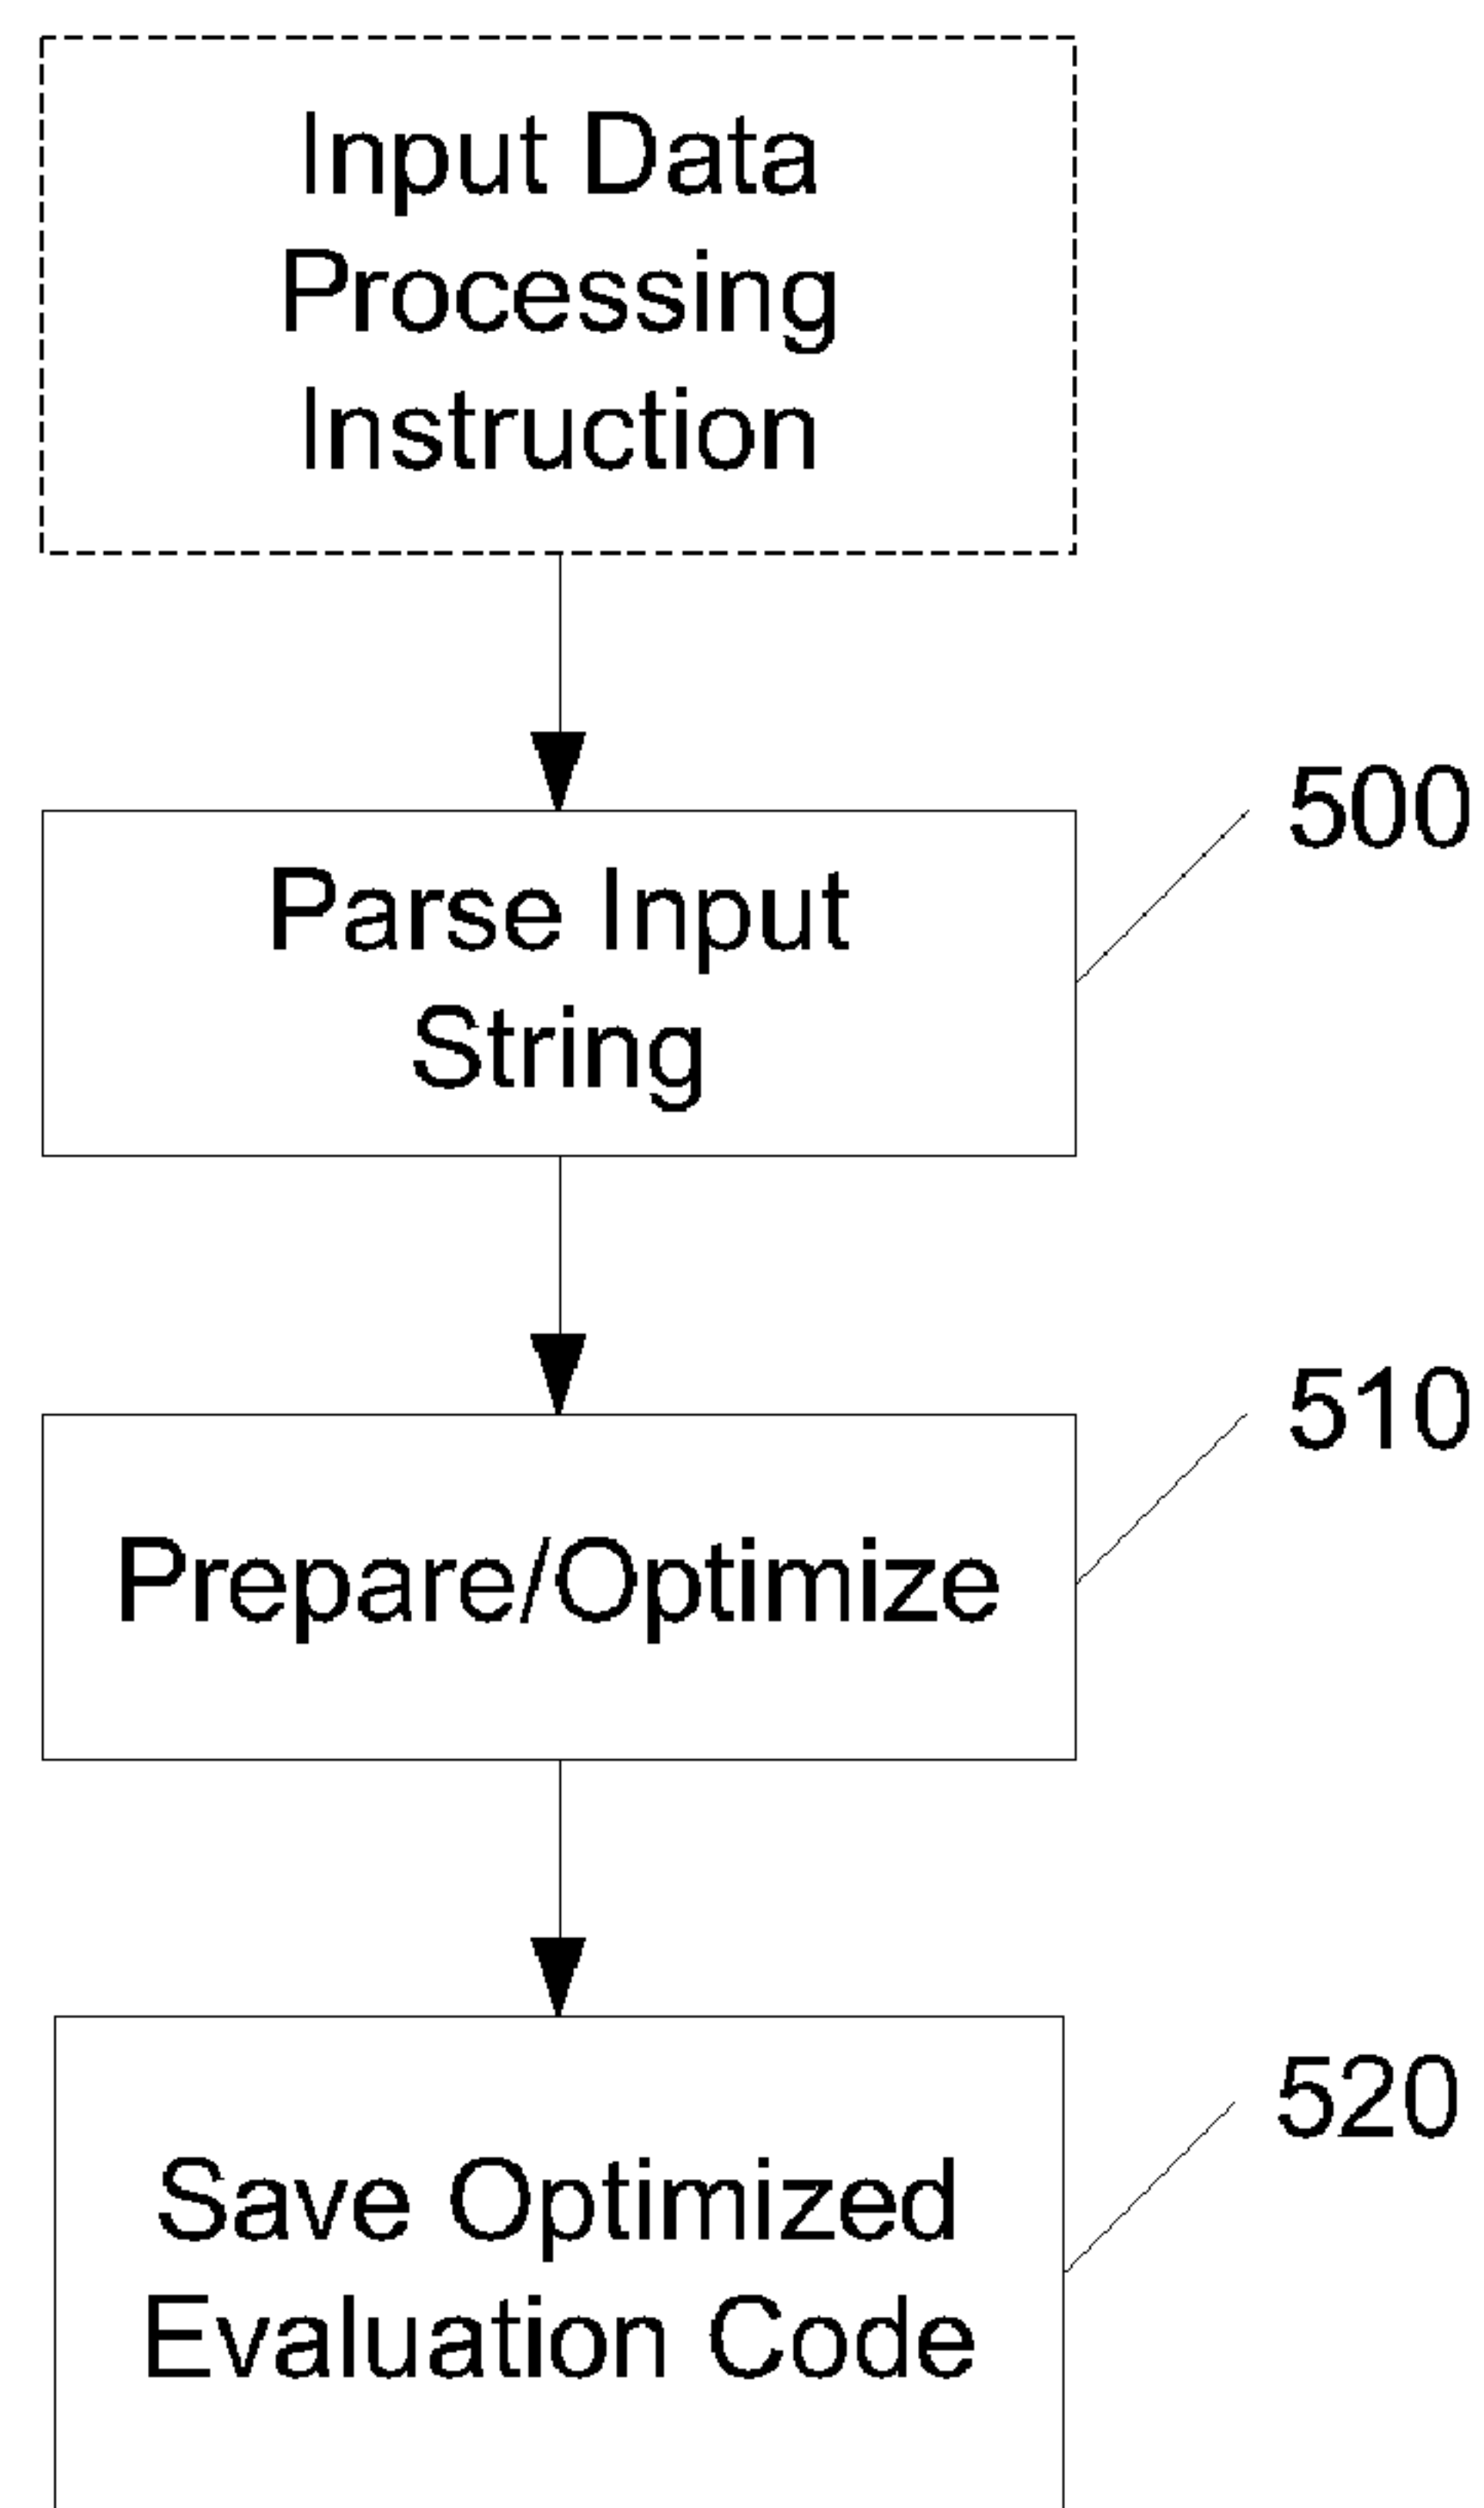 Input Data
Processing
Instruction
500
Parse Input
String
510
Prepare/Optimize
520
Save Optimized
Evaluation Code